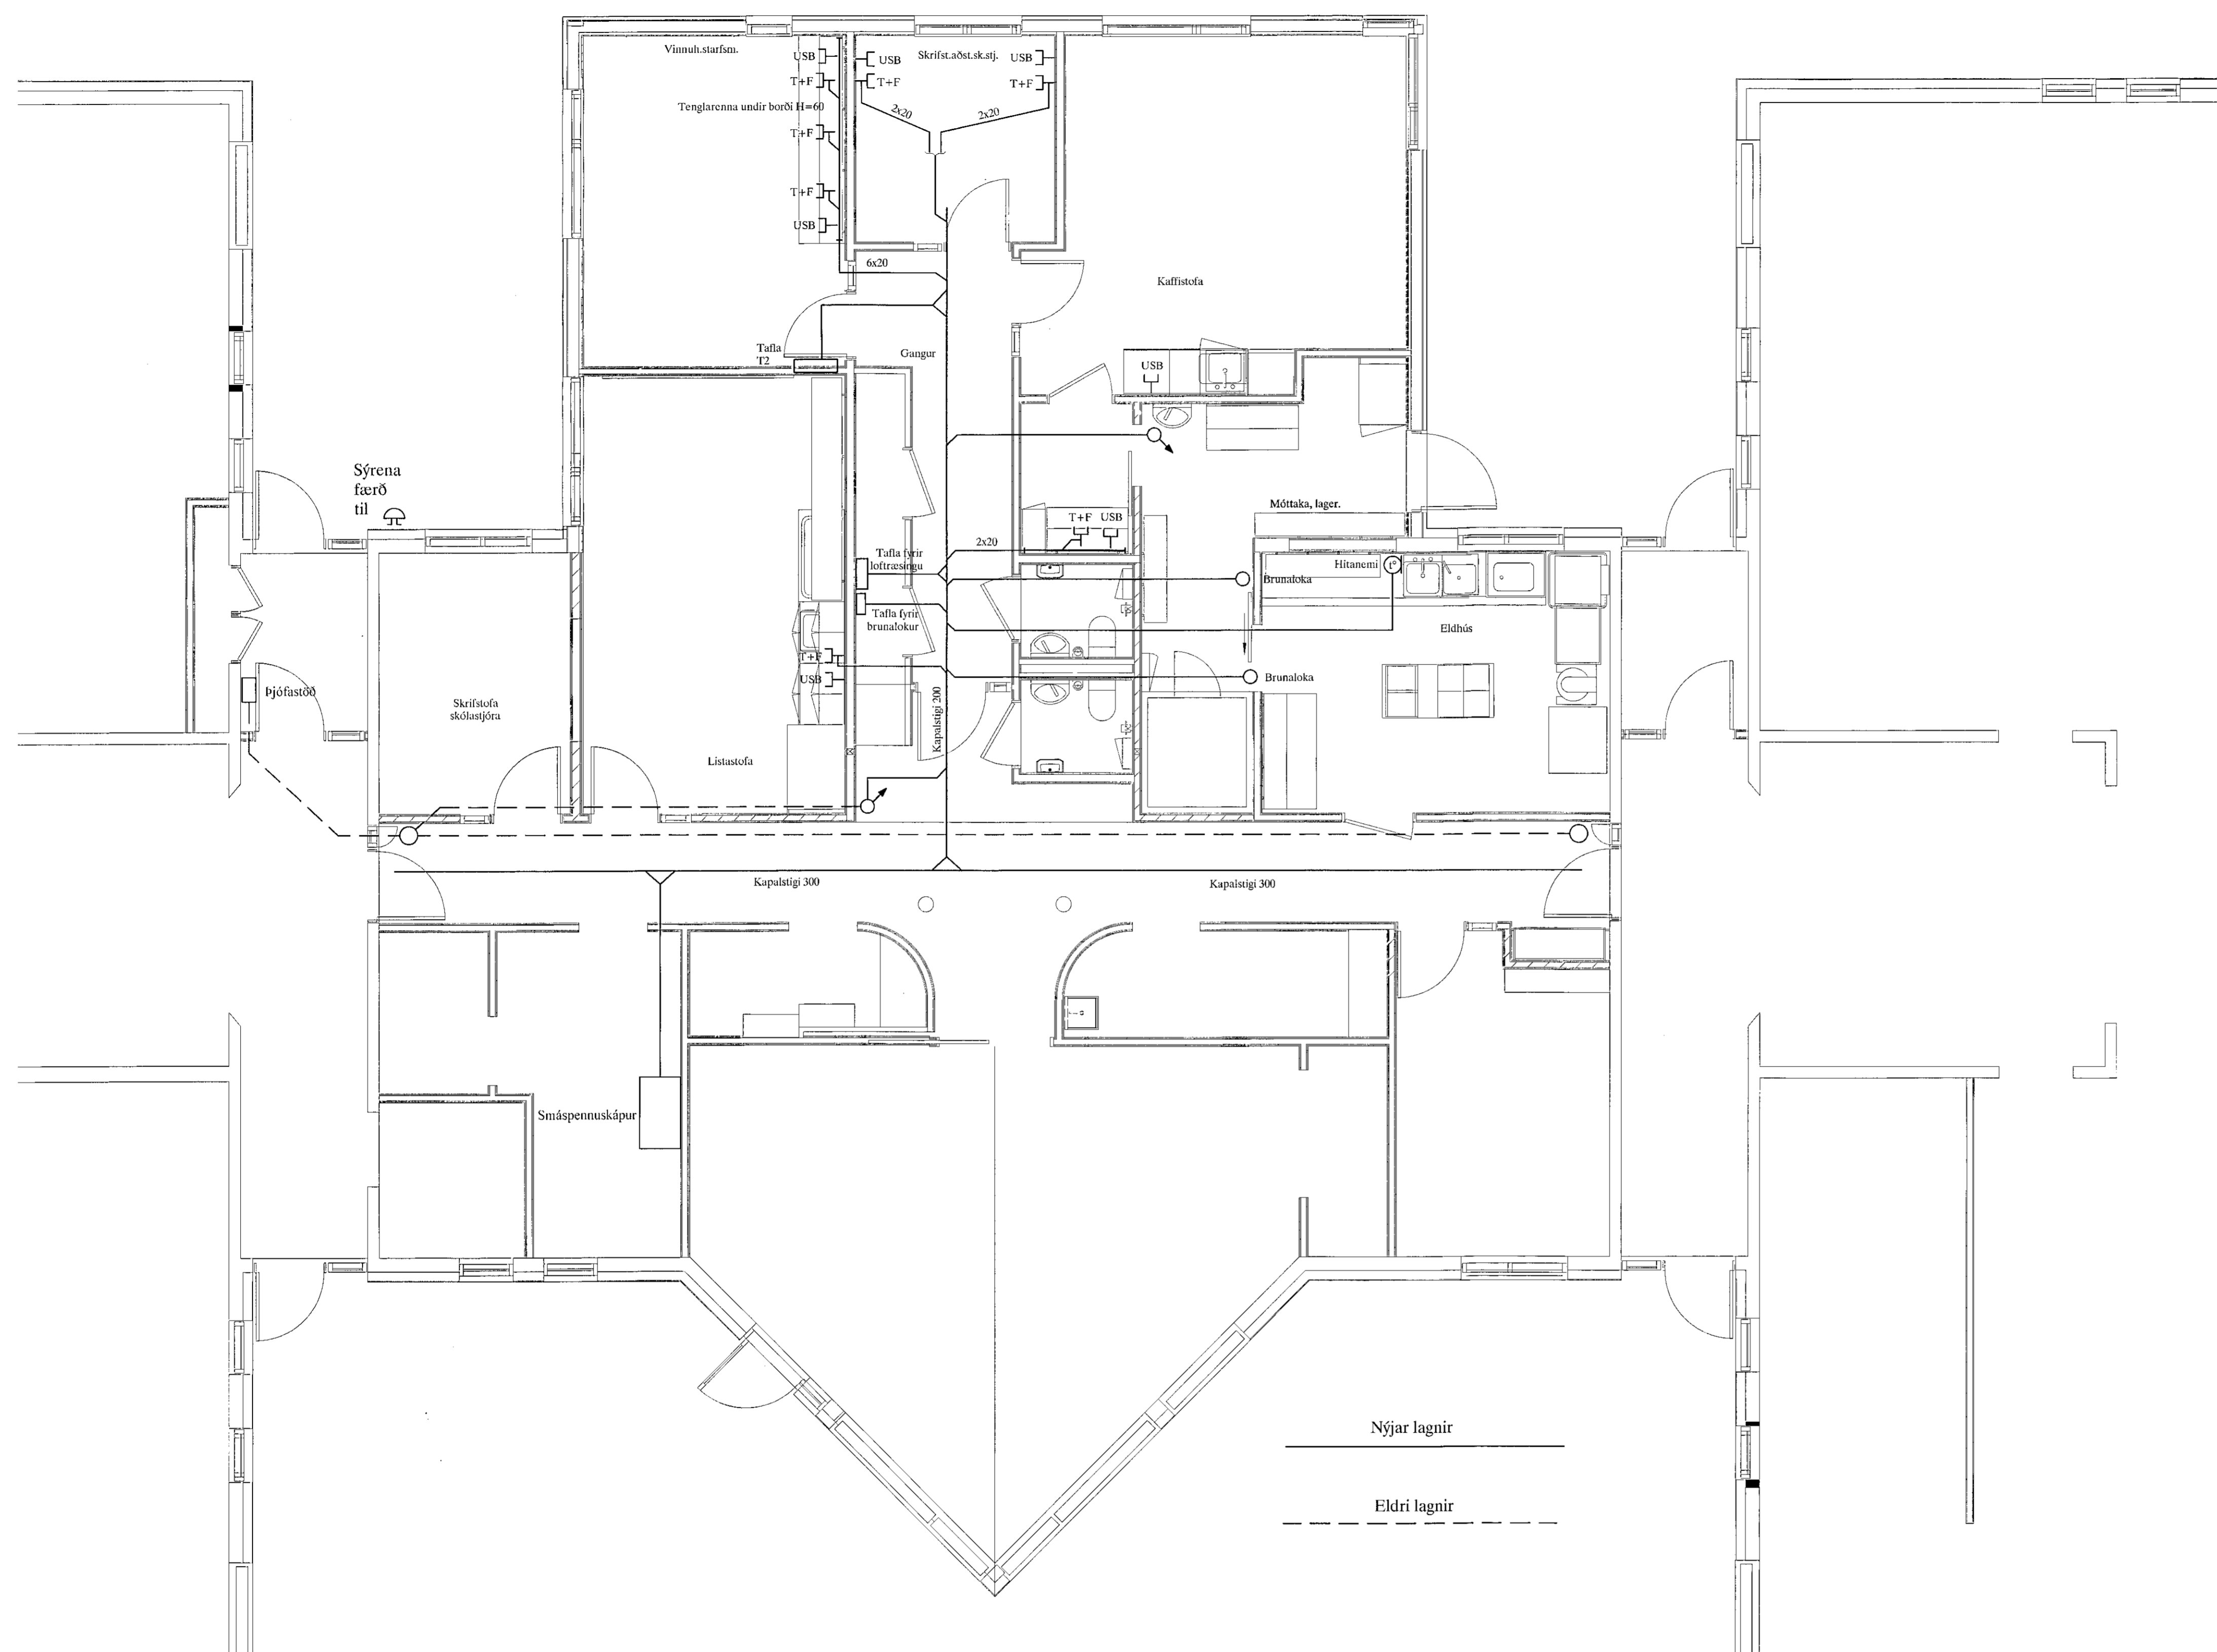 Vinnuh.starfsm.
USB
USB
Skrifst.aðst.sk.stj.
USB
T+F
T+F
T+F
Tenglarenna undir borði H=60
2x20
2x20
T+F
T+F
USB
6x20
Kaffistofa
Tafla
T2
Gangur
USB
Sýrena
færð
til
Móttaka, lager.
T+F
USB
2x20
Tafla fyrir
loftræsingu
Hitanemi
t°
Brunaloka
Tafla fyrir
brunalokur
Eldhús
T+F
USB
Brunaloka
Þjófastöð
Skrifstofa
skólastjóra
Kapalstigi 200
Listastofa
Kapalstigi 300
Kapalstigi 300
Smáspennuskápur
Nýjar lagnir
Eldri lagnir